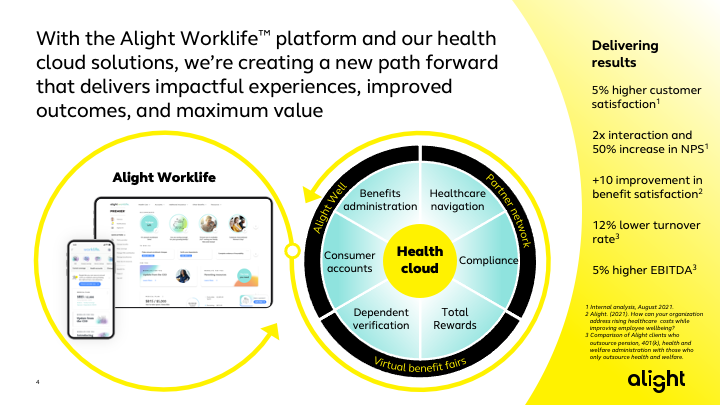 With the Alight Worklife™ platform and our health
cloud solutions, we’re creating a new path forward
that delivers impactful experiences, improved
outcomes, and maximum value
Alight Worklife
PREMIER
Alight Well
Partner network
Virtual benefit fairs
Benefits
administration
Healthcare
navigation
Consumer
accounts
Health
cloud
Compliance
Dependent
verification
Total
Rewards
Delivering
results
5% higher customer
satisfaction¹
2x interaction and
50% increase in NPS¹
+10 improvement in
benefit satisfaction²
12% lower turnover
rate³
5% higher EBITDA³
1 Internal analysis, August 2021.
2 Alight. (2021). How can your organization
address rising healthcare costs while
improving employee wellbeing?
3 Comparison of Alight clients who
outsource pension, 401(k), health and
welfare administration with those who
only outsource health and welfare.
alight
4